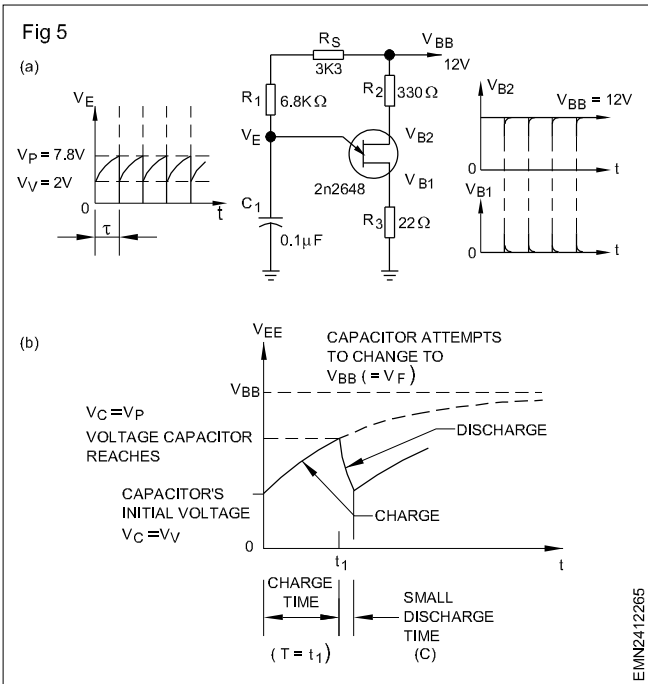 Fig 5
(a)
V_E
V_P = 7.8V
V_V = 2V
0
t
τ
R_S
3K3
V_BB
12V
R_1
6.8KΩ
R_2
330Ω
V_E
V_B2
2n2648
V_B1
C_1
0.1µF
R_3
22Ω
V_B2
V_BB = 12V
0
t
V_B1
0
t
(b)
V_EE
CAPACITOR ATTEMPTS
TO CHANGE TO
V_BB (= V_F)
V_BB
V_C =V_P
VOLTAGE CAPACITOR
REACHES
DISCHARGE
CAPACITOR'S
INITIAL VOLTAGE
V_C =V_V
CHARGE
0
t_1
t
CHARGE
TIME
SMALL
DISCHARGE
TIME
(T = t_1)
(C)
EMN2412265